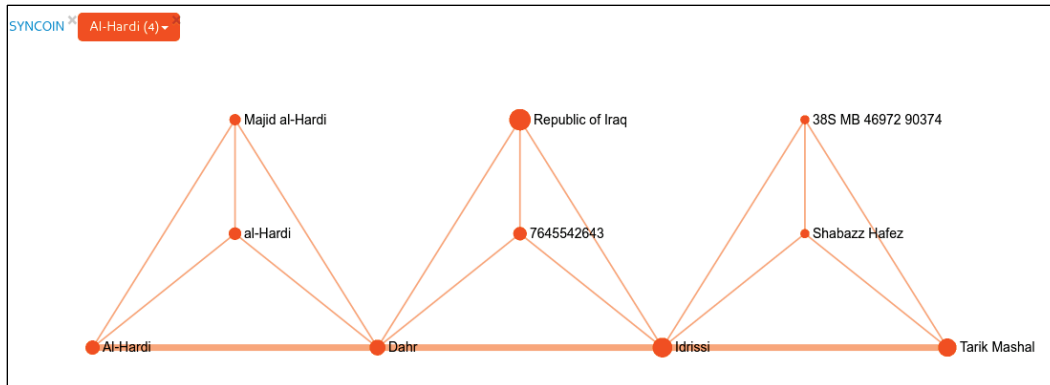 SYNCOIN
Al-Hardi (4)
Majid al-Hardi
Republic of Iraq
38S MB 46972 90374
al-Hardi
7645542643
Shabazz Hafez
Al-Hardi
Dahr
Idrissi
Tarik Mashal